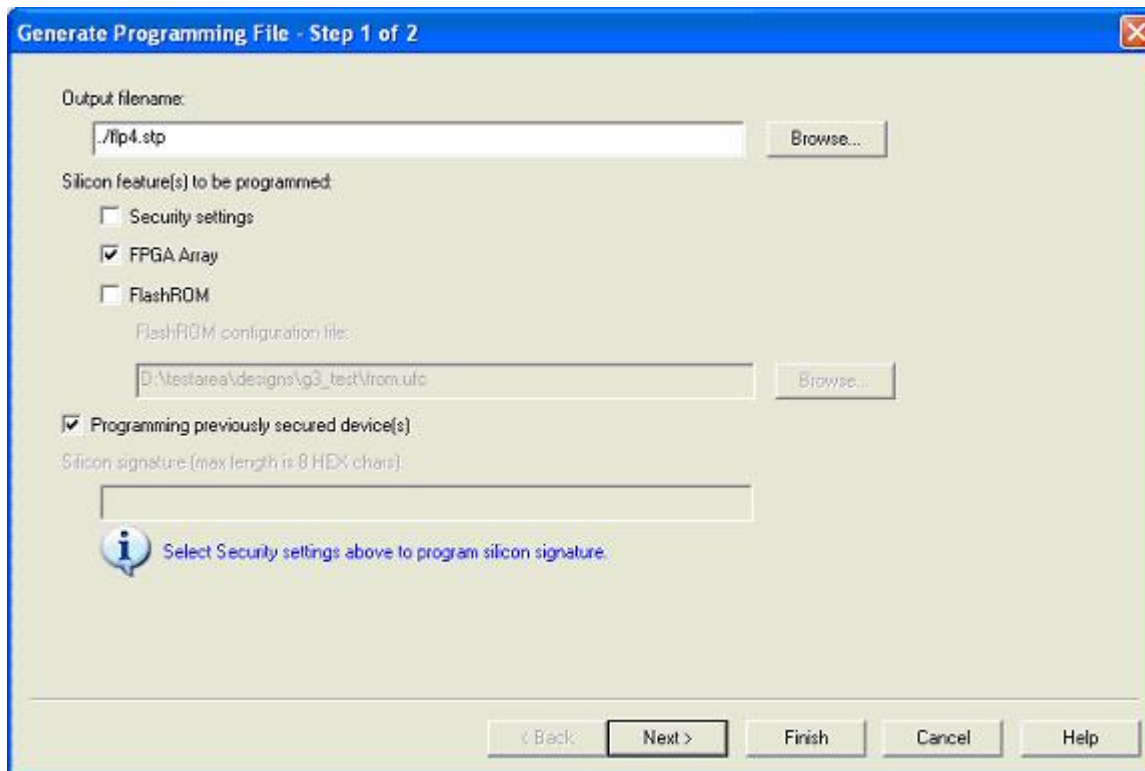 Generate Programming File - Step 1 of 2
Output filename:
./flp4.stp
Browse...
Silicon feature(s) to be programmed:
Security settings
FPGA Array
FlashROM
FlashROM configuration file:
D:\testarea\designs\g3_test\from.ufc
Browse...
Programming previously secured device(s)
Silicon signature (max length is 8 HEX chars):
Select Security settings above to program silicon signature.
< Back
Next >
Finish
Cancel
Help